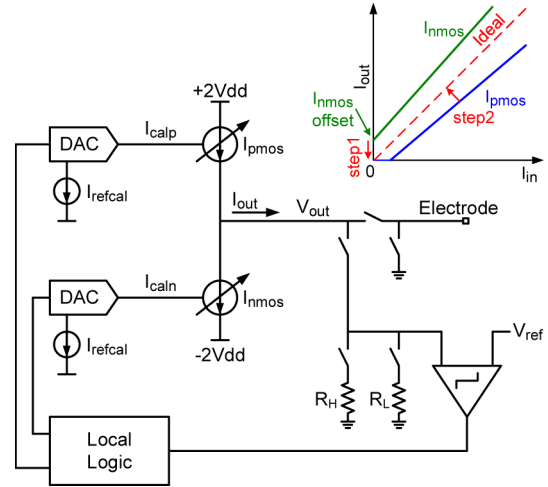 Iout
Inmos
Ideal
Ipmos
Inmos
offset
step1
step2
0
Iin
+2Vdd
DAC
Icalp
Ipmos
Irefcal
Iout
Vout
Electrode
DAC
Icaln
Inmos
Irefcal
-2Vdd
Vref
RH
RL
Local
Logic